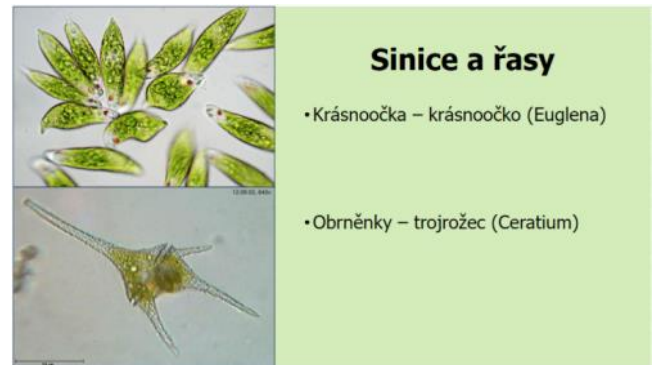 Sinice a řasy
• Krásnoočka – krásnoočko (Euglena)
• Obrněnky – trojrožec (Ceratium)